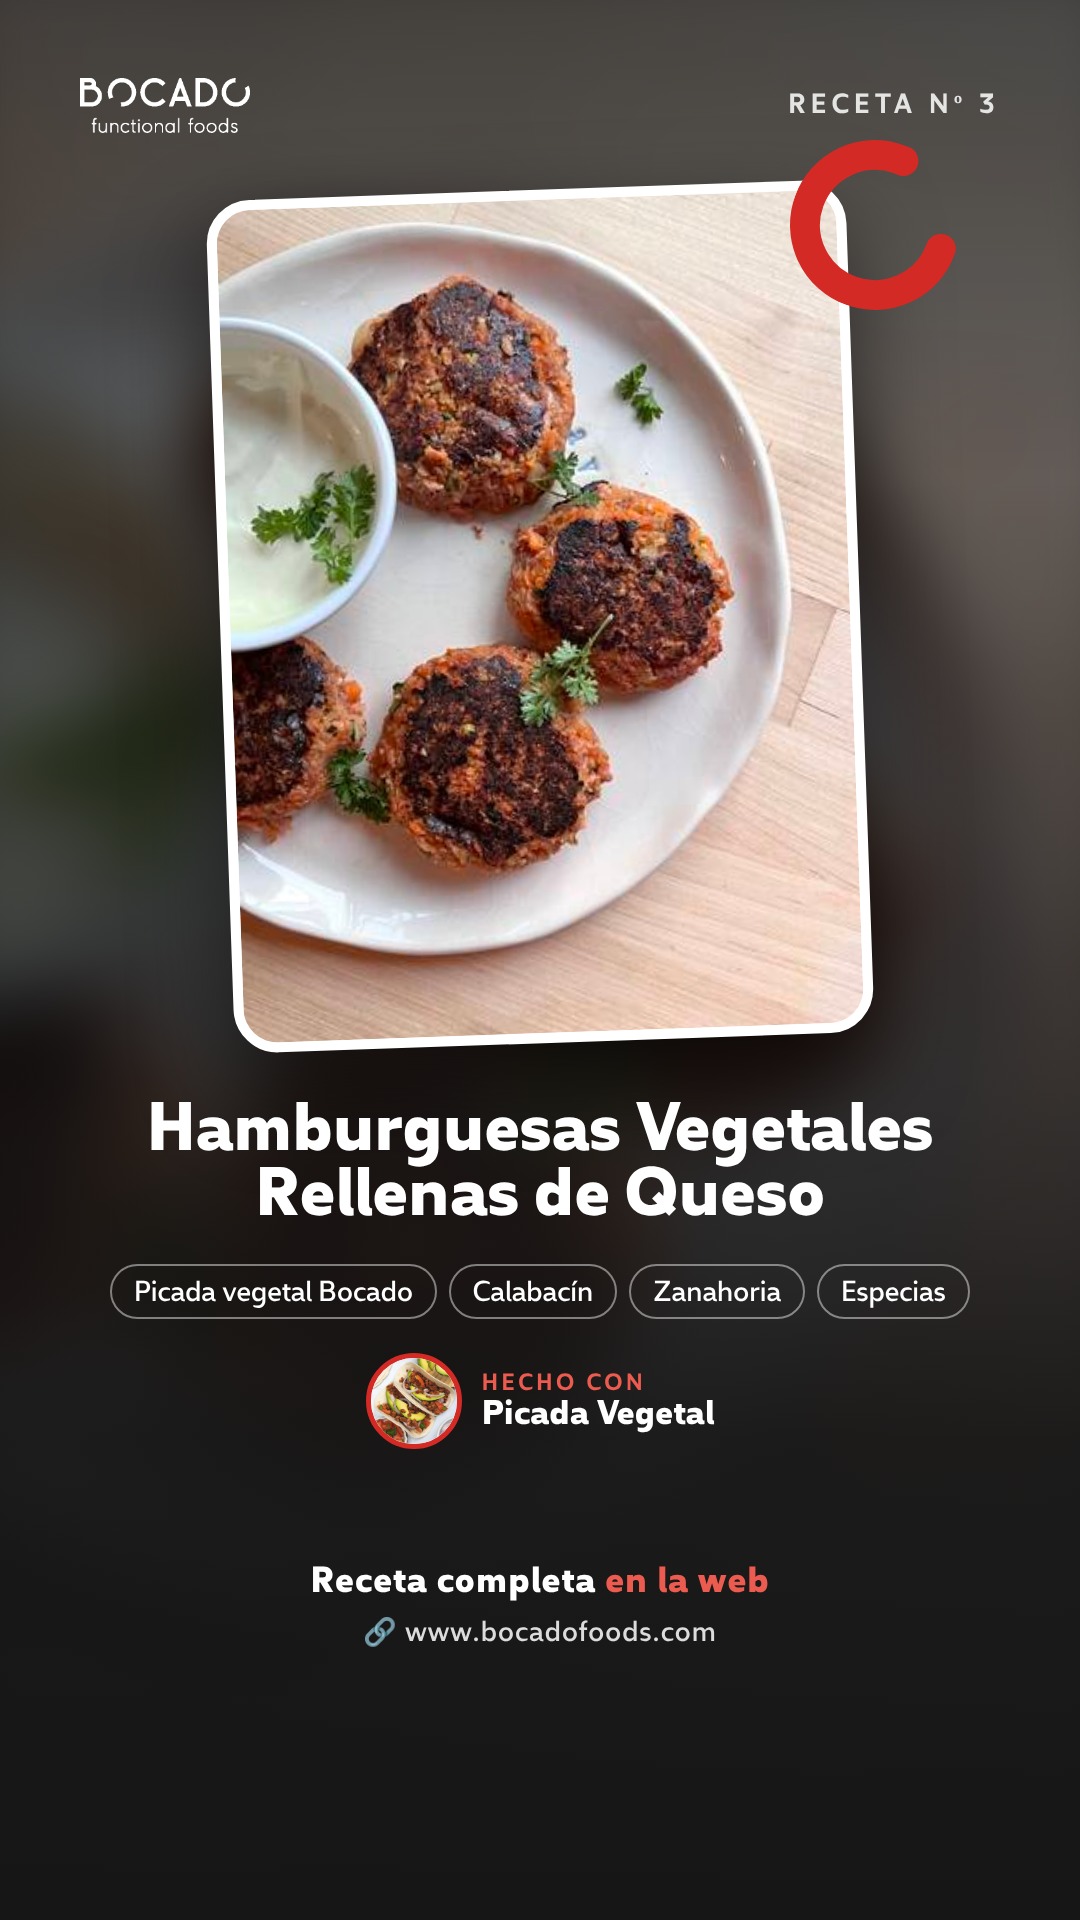 BOCADO
functional foods
RECETA Nº 3
Hamburguesas Vegetales
Rellenas de Queso
Picada vegetal Bocado
Calabacín
Zanahoria
Especias
HECHO CON
Picada Vegetal
Receta completa en la web
www.bocadofoods.com